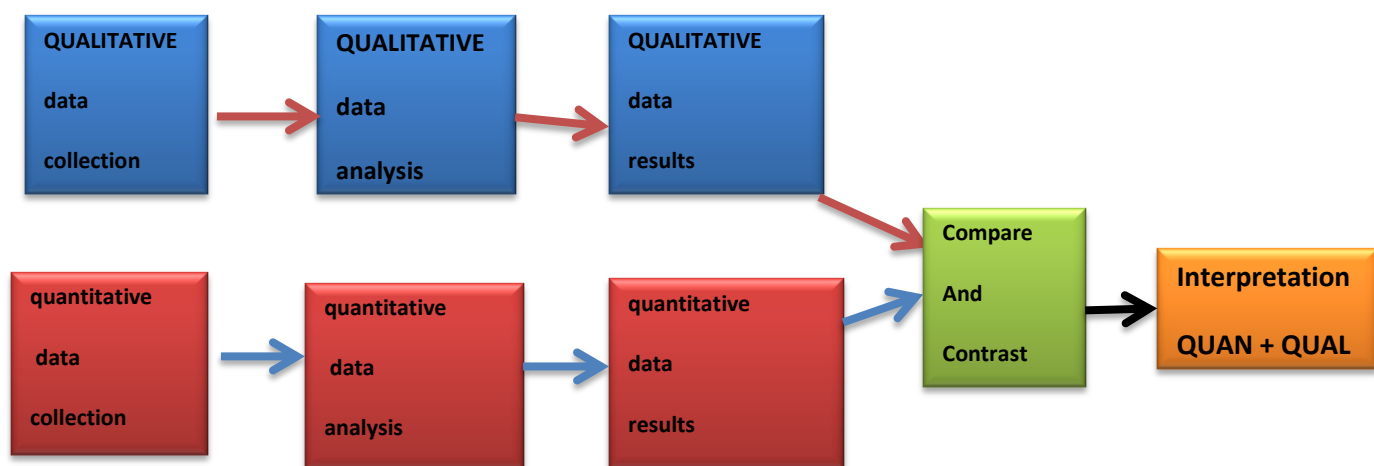 QUALITATIVE
data
collection
QUALITATIVE
data
analysis
QUALITATIVE
data
results
quantitative
data
collection
quantitative
data
analysis
quantitative
data
results
Compare
And
Contrast
Interpretation
QUAN + QUAL